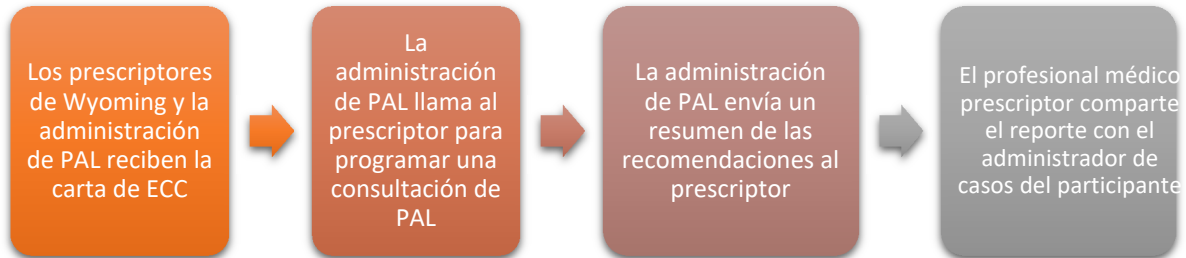 Los prescriptores
de Wyoming y la
administración
de PAL reciben la
carta de ECC
La
administración
de PAL llama al
prescriptor para
programar una
consultación de
PAL
La administración
de PAL envía un
resumen de las
recomendaciones al
prescriptor
El profesional médico
prescriptor comparte
el reporte con el
administrador de
casos del participante